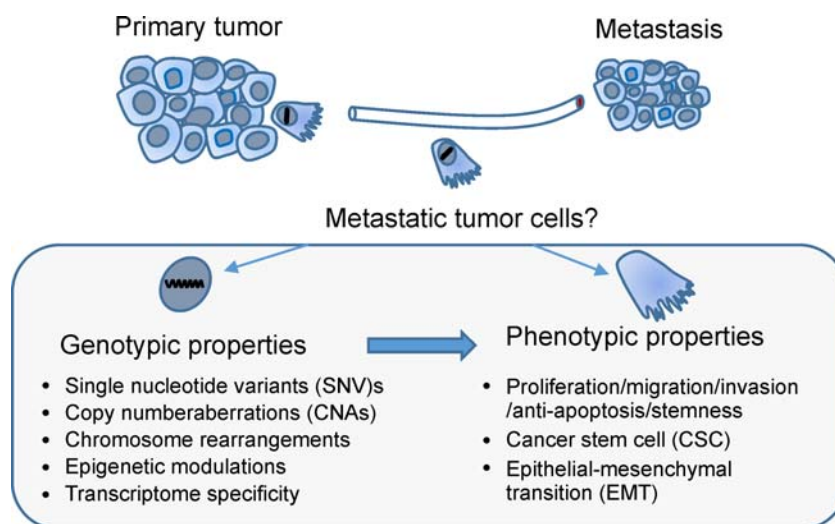 Primary tumor
Metastasis
Metastatic tumor cells?
Genotypic properties
• Single nucleotide variants (SNV)s
• Copy numberaberrations (CNAs)
• Chromosome rearrangements
• Epigenetic modulations
• Transcriptome specificity
Phenotypic properties
• Proliferation/migration/invasion
/anti-apoptosis/stemness
• Cancer stem cell (CSC)
• Epithelial-mesenchymal
transition (EMT)